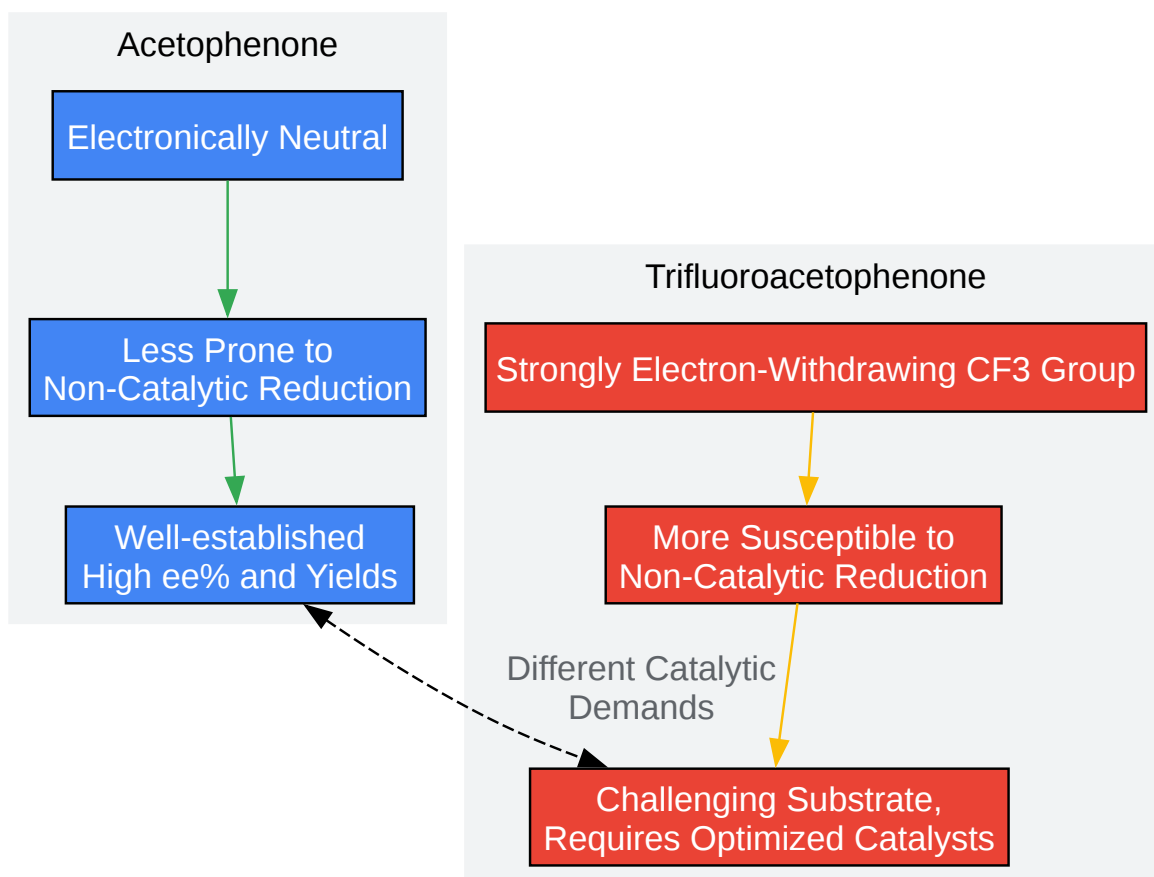 Acetophenone
Electronically Neutral
Less Prone to
Non-Catalytic Reduction
Well-established
High ee% and Yields
Trifluoroacetophenone
Strongly Electron-Withdrawing CF3 Group
More Susceptible to
Non-Catalytic Reduction
Different Catalytic
Demands
Challenging Substrate,
Requires Optimized Catalysts